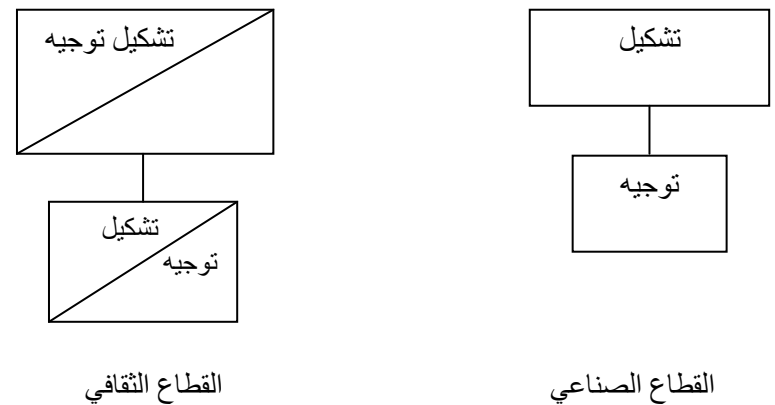 تشكيل
توجيه
القطاع الصناعي
تشكيل توجيه
تشكيل
توجيه
القطاع الثقافي